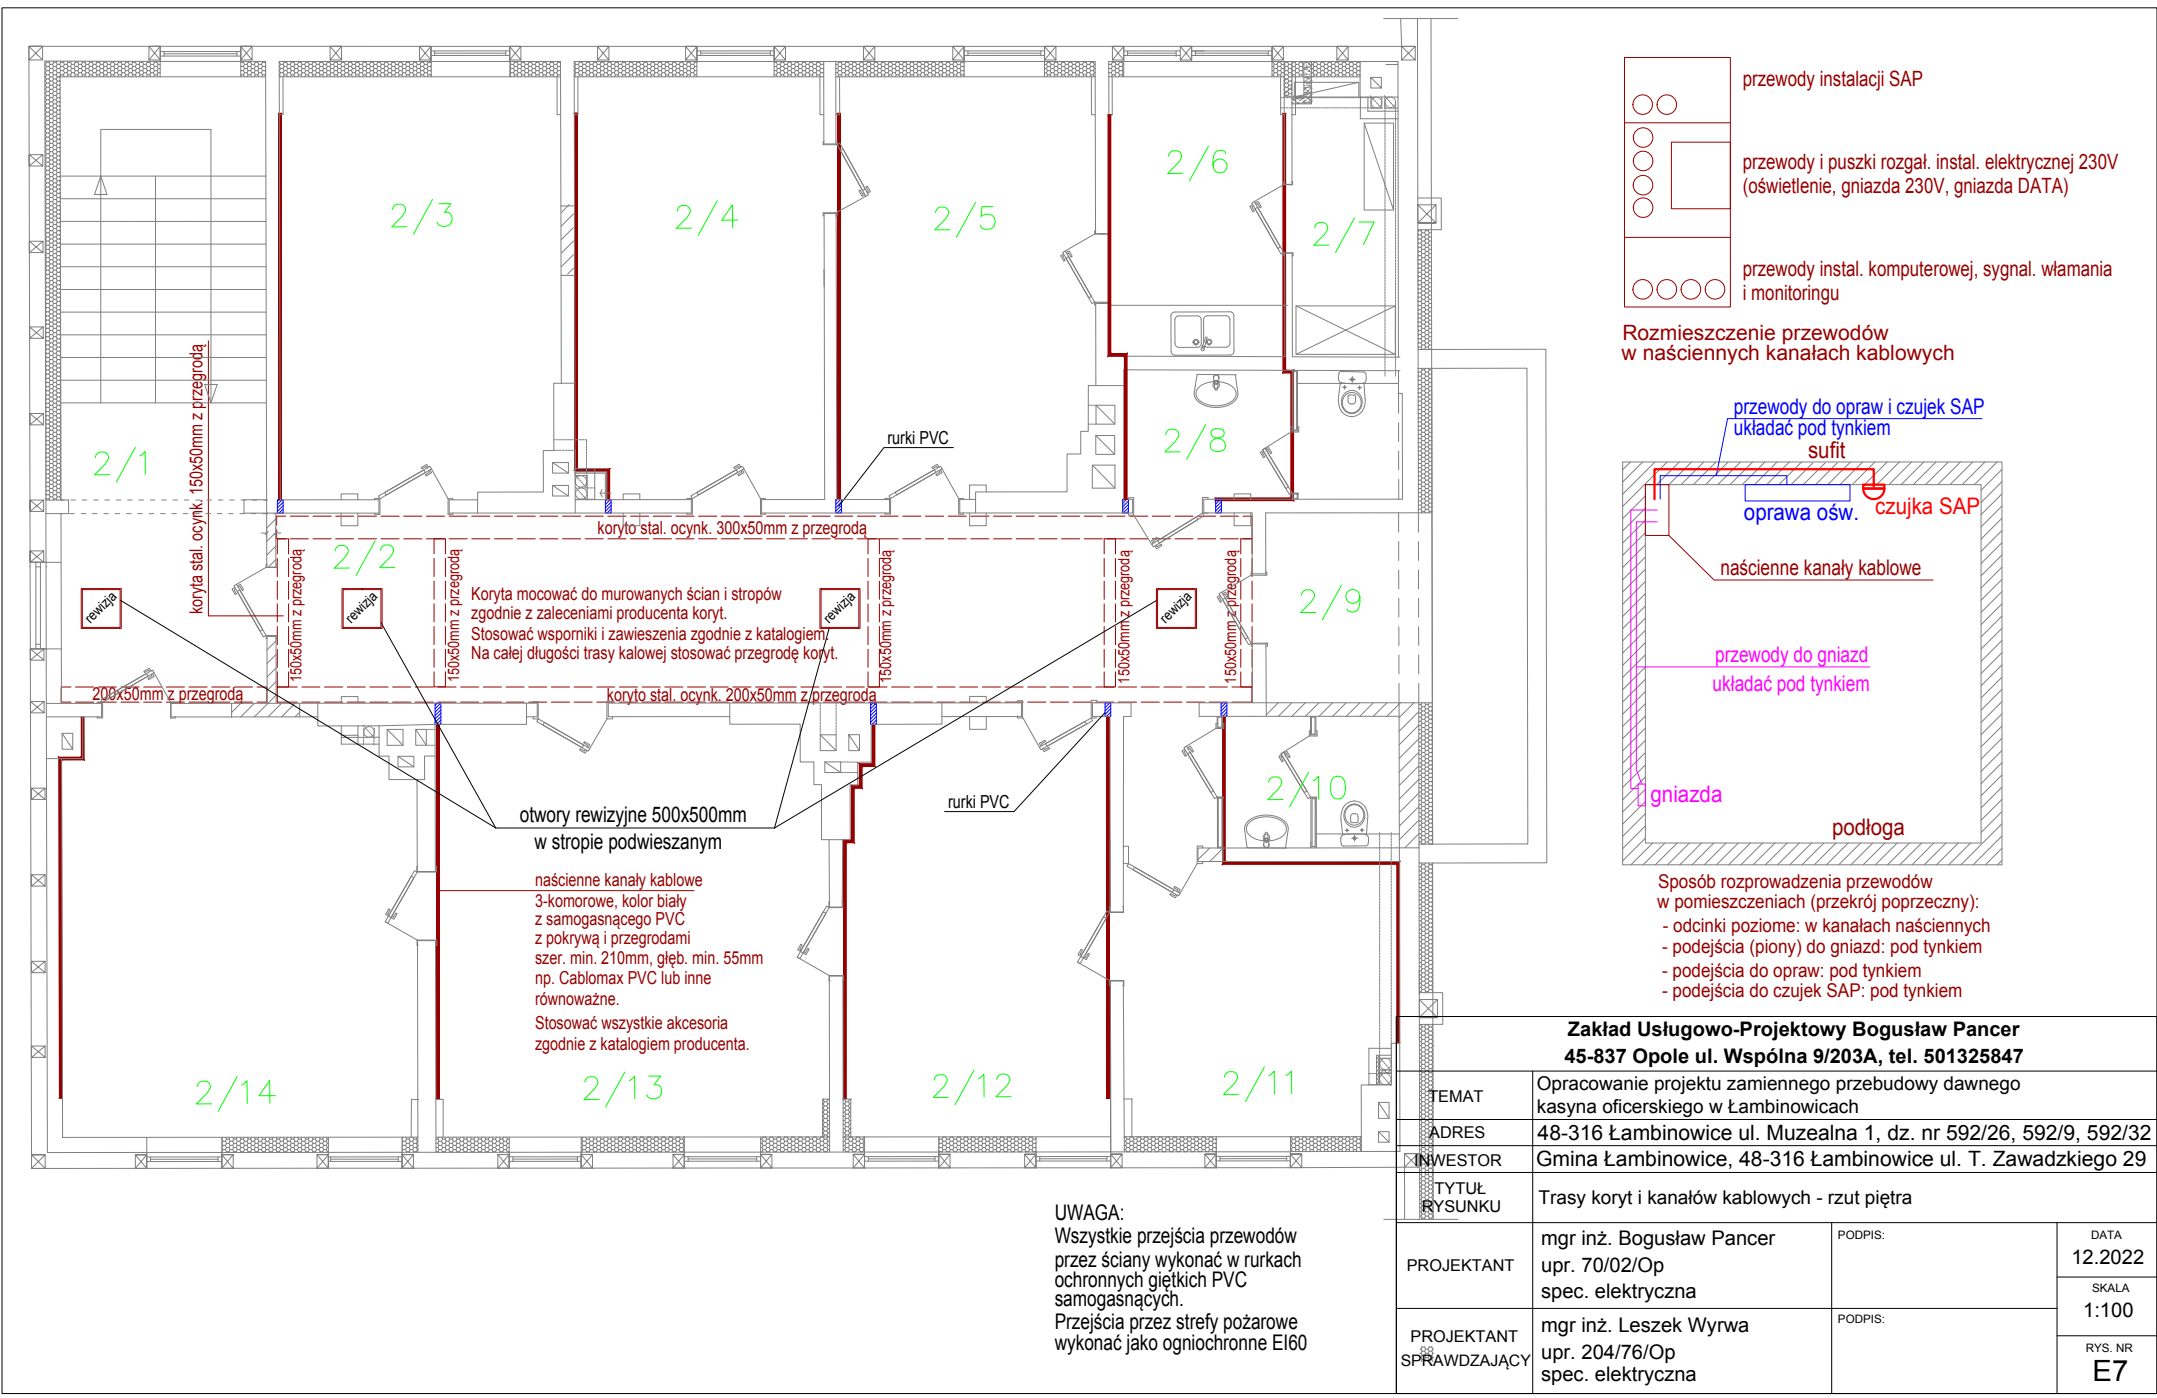 2/3
2/4
2/5
2/6
2/7
2/1
2/8
2/2
2/9
2/10
2/14
2/13
2/12
2/11
koryta stal. ocynk. 150x50mm z przegrodą
rurki PVC
koryto stal. ocynk. 300x50mm z przegrodą
150x50mm z przegrodą
150x50mm z przegrodą
150x50mm z przegrodą
150x50mm z przegrodą
150x50mm z przegrodą
rewizja
rewizja
rewizja
rewizja
Koryta mocować do murowanych ścian i stropów
zgodnie z zaleceniami producenta koryt.
Stosować wsporniki i zawieszenia zgodnie z katalogiem.
Na całej długości trasy kalowej stosować przegrodę koryt.
200x50mm z przegrodą
koryto stal. ocynk. 200x50mm z przegrodą
rurki PVC
otwory rewizyjne 500x500mm
w stropie podwieszanym
naścienne kanały kablowe
3-komorowe, kolor biały
z samogasnącego PVC
z pokrywą i przegrodami
szer. min. 210mm, głęb. min. 55mm
np. Cablomax PVC lub inne
równoważne.
Stosować wszystkie akcesoria
zgodnie z katalogiem producenta.
przewody instalacji SAP
przewody i puszki rozgał. instal. elektrycznej 230V
(oświetlenie, gniazda 230V, gniazda DATA)
przewody instal. komputerowej, sygnal. włamania
i monitoringu
Rozmieszczenie przewodów
w naściennych kanałach kablowych
przewody do opraw i czujek SAP
układać pod tynkiem
sufit
oprawa ośw.
czujka SAP
naścienne kanały kablowe
przewody do gniazd
układać pod tynkiem
gniazda
podłoga
Sposób rozprowadzenia przewodów
w pomieszczeniach (przekrój poprzeczny):
- odcinki poziome: w kanałach naściennych
- podejścia (piony) do gniazd: pod tynkiem
- podejścia do opraw: pod tynkiem
- podejścia do czujek SAP: pod tynkiem
UWAGA:
Wszystkie przejścia przewodów
przez ściany wykonać w rurkach
ochronnych giętkich PVC
samogasnących.
Przejścia przez strefy pożarowe
wykonać jako ogniochronne EI60
Zakład Usługowo-Projektowy Bogusław Pancer
45-837 Opole ul. Wspólna 9/203A, tel. 501325847
TEMAT
Opracowanie projektu zamiennego przebudowy dawnego
kasyna oficerskiego w Łambinowicach
ADRES
48-316 Łambinowice ul. Muzealna 1, dz. nr 592/26, 592/9, 592/32
INWESTOR
Gmina Łambinowice, 48-316 Łambinowice ul. T. Zawadzkiego 29
TYTUŁ
RYSUNKU
Trasy koryt i kanałów kablowych - rzut piętra
PROJEKTANT
mgr inż. Bogusław Pancer
upr. 70/02/Op
spec. elektryczna
PODPIS:
DATA
12.2022
SKALA
1:100
PROJEKTANT
SPRAWDZAJĄCY
mgr inż. Leszek Wyrwa
upr. 204/76/Op
spec. elektryczna
PODPIS:
RYS. NR
E7